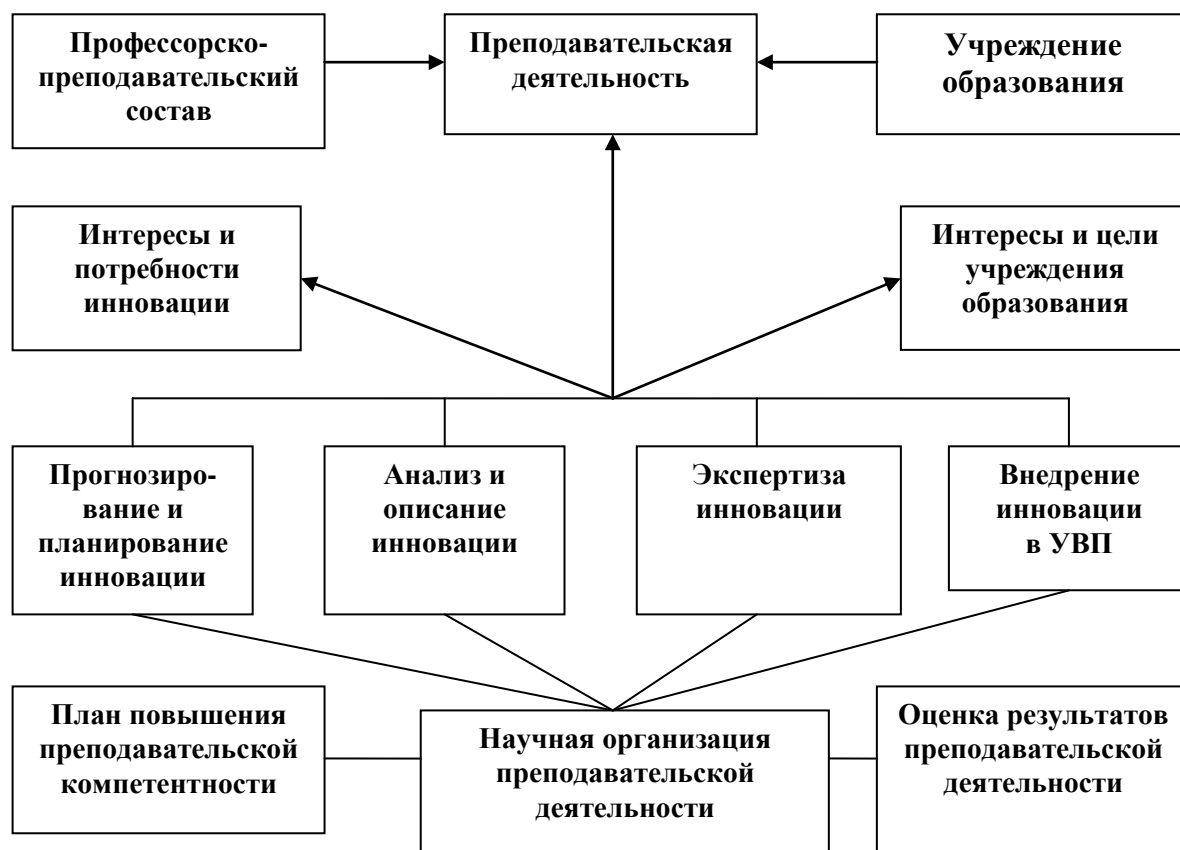 Профессорско-
преподавательский
состав
Преподавательская
деятельность
Учреждение
образования
Интересы и
потребности
инновации
Интересы и цели
учреждения
образования
Прогнозиро-
вание и
планирование
инновации
Анализ и
описание
инновации
Экспертиза
инновации
Внедрение
инновации
в УВП
План повышения
преподавательской
компетентности
Научная организация
преподавательской
деятельности
Оценка результатов
преподавательской
деятельности